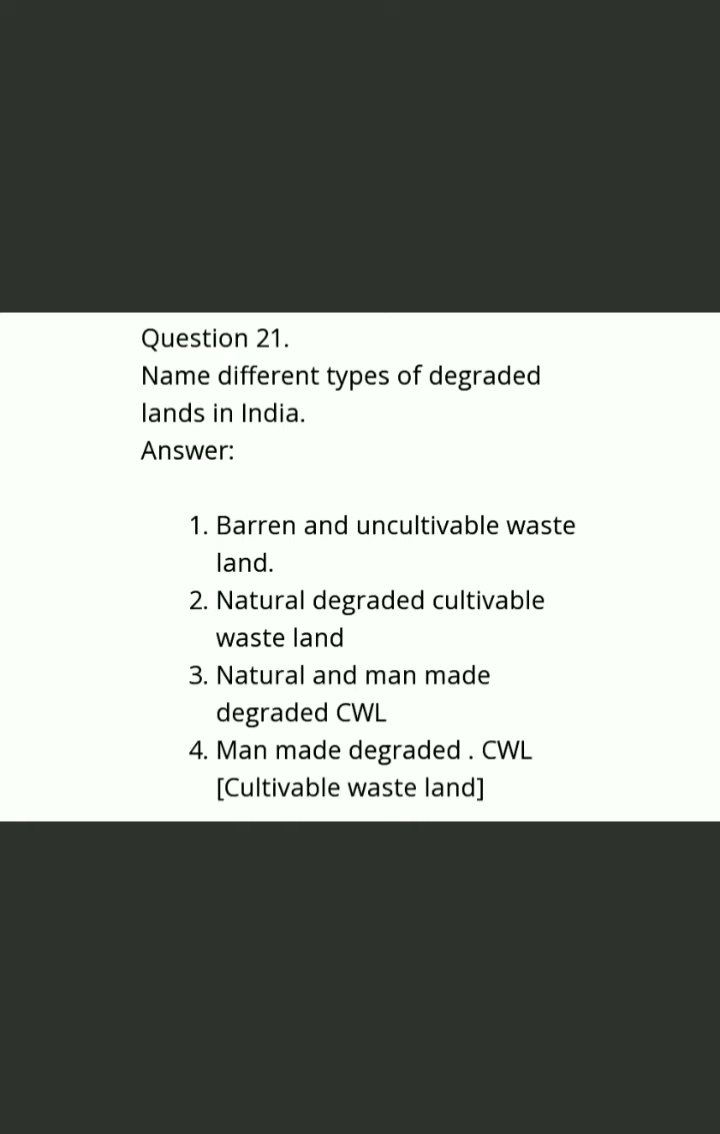 Question 21.
Name different types of degraded
lands in India.
Answer:
1. Barren and uncultivable waste
land.
2. Natural degraded cultivable
waste land
3. Natural and man made
degraded CWL
4. Man made degraded . CWL
[Cultivable waste land]